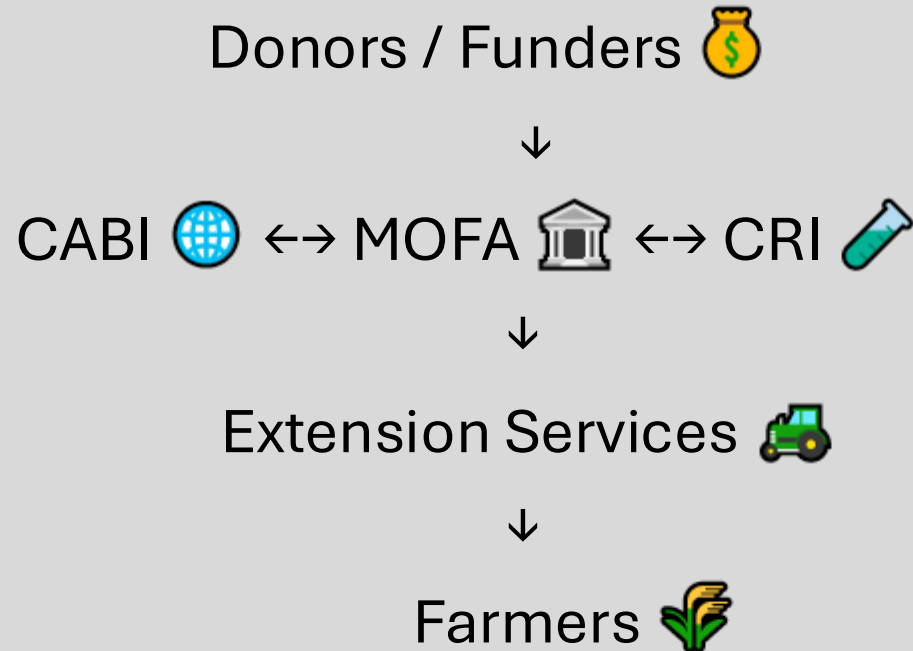 Donors / Funders 💰
↓
CABI 🌐 ↔ MOFA 🏛️ ↔ CRI 🧪
↓
Extension Services 🚜
↓
Farmers 🌾